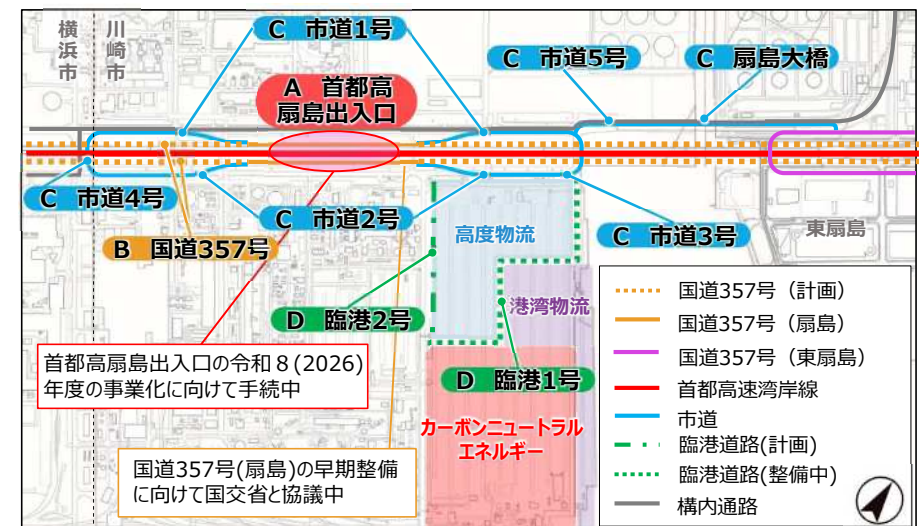 横浜市
川崎市
C 市道1号
A 首都高
扇島出入口
C 市道5号
C 扇島大橋
C 市道4号
C 市道2号
B 国道357号
高度物流
C 市道3号
東扇島
港湾物流
D 臨港2号
D 臨港1号
首都高扇島出入口の令和8(2026)
年度の事業化に向けて手続中
カーボンニュートラル
エネルギー
国道357号(扇島)の早期整備
に向けて国交省と協議中
国道357号（計画）
国道357号（扇島）
国道357号（東扇島）
首都高速湾岸線
市道
臨港道路(計画)
臨港道路(整備中)
構内通路